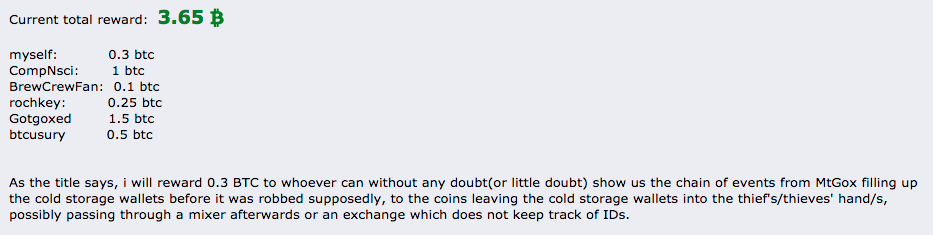 Current total reward: 3.65 ₿
myself: 0.3 btc
CompNsci: 1 btc
BrewCrewFan: 0.1 btc
rochkey: 0.25 btc
Gotgoxed 1.5 btc
btcusury 0.5 btc
As the title says, i will reward 0.3 BTC to whoever can without any doubt(or little doubt) show us the chain of events from MtGox filling up
the cold storage wallets before it was robbed supposedly, to the coins leaving the cold storage wallets into the thief's/thieves' hand/s,
possibly passing through a mixer afterwards or an exchange which does not keep track of IDs.